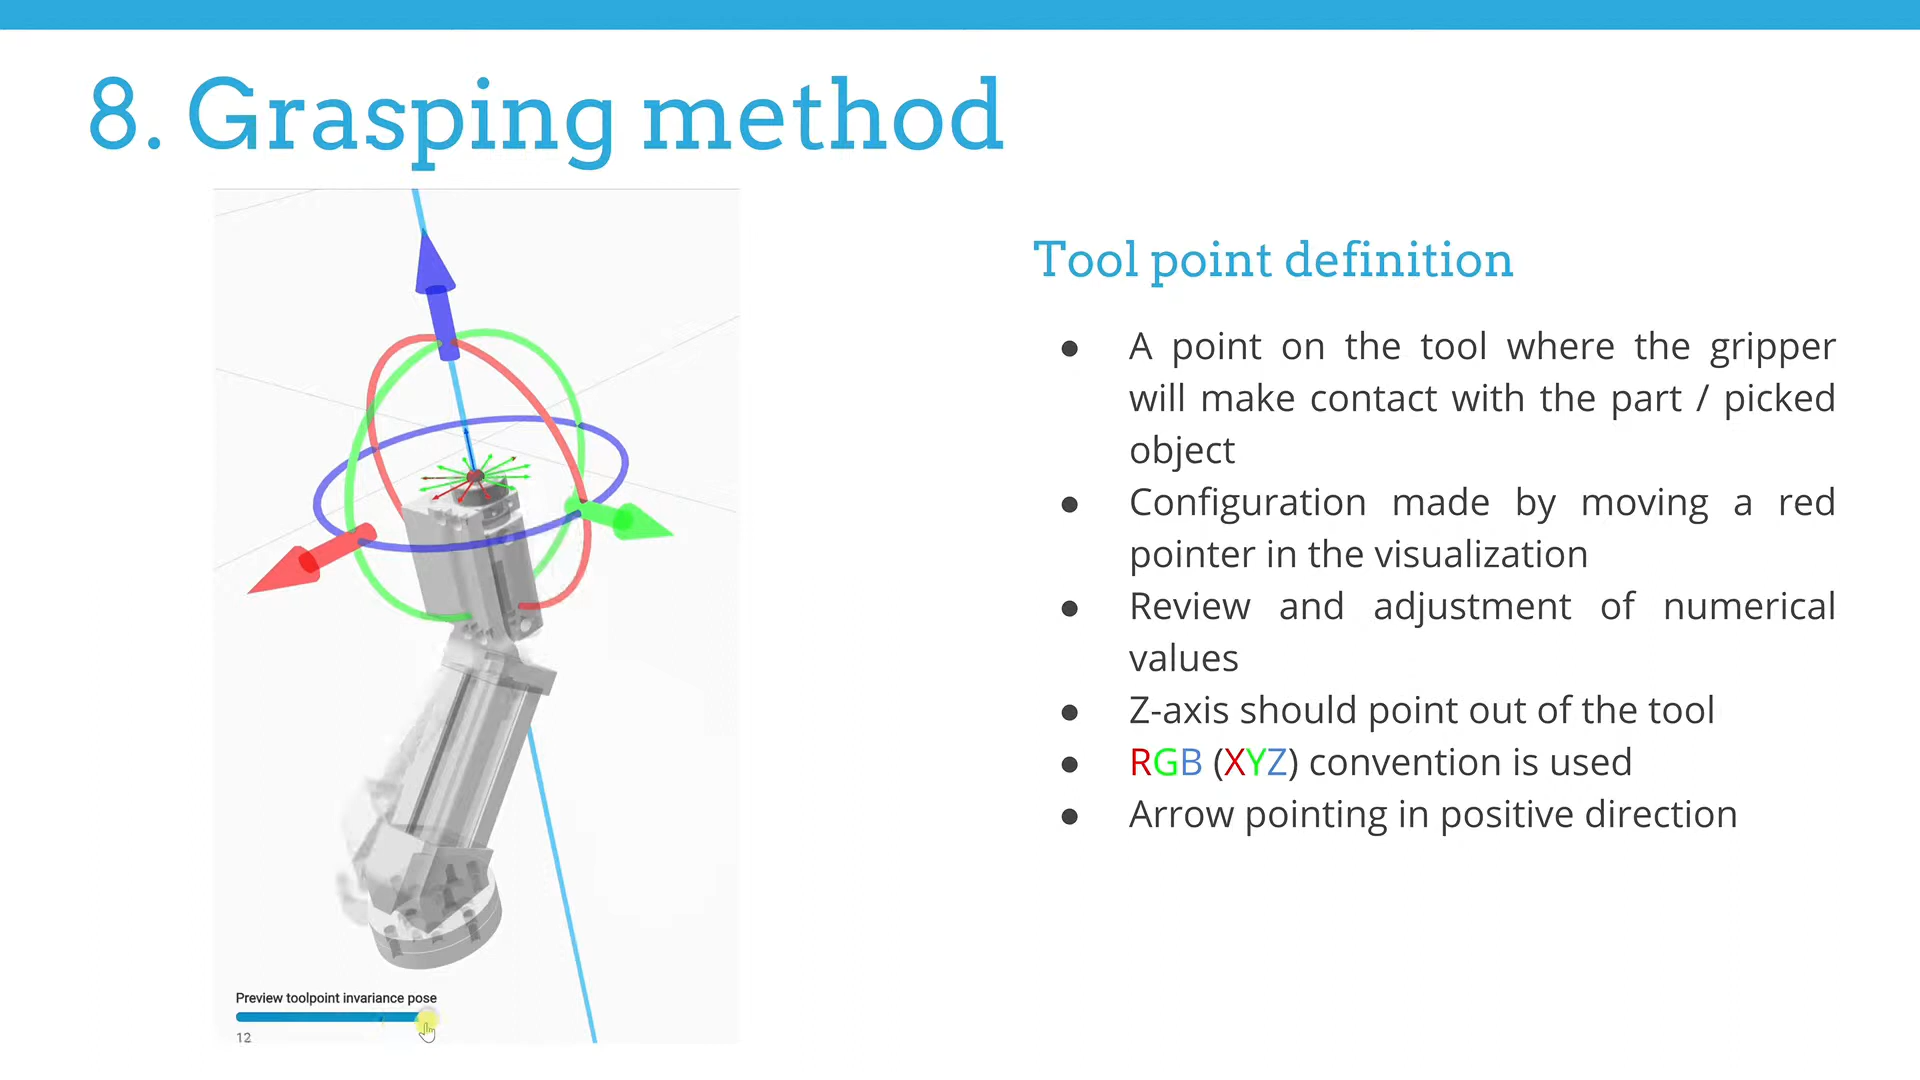 8. Grasping method
Tool point definition
● A point on the tool where the gripper
will make contact with the part / picked
object
● Configuration made by moving a red
pointer in the visualization
● Review and adjustment of numerical
values
● Z-axis should point out of the tool
● RGB (XYZ) convention is used
● Arrow pointing in positive direction
Preview toolpoint invariance pose
12